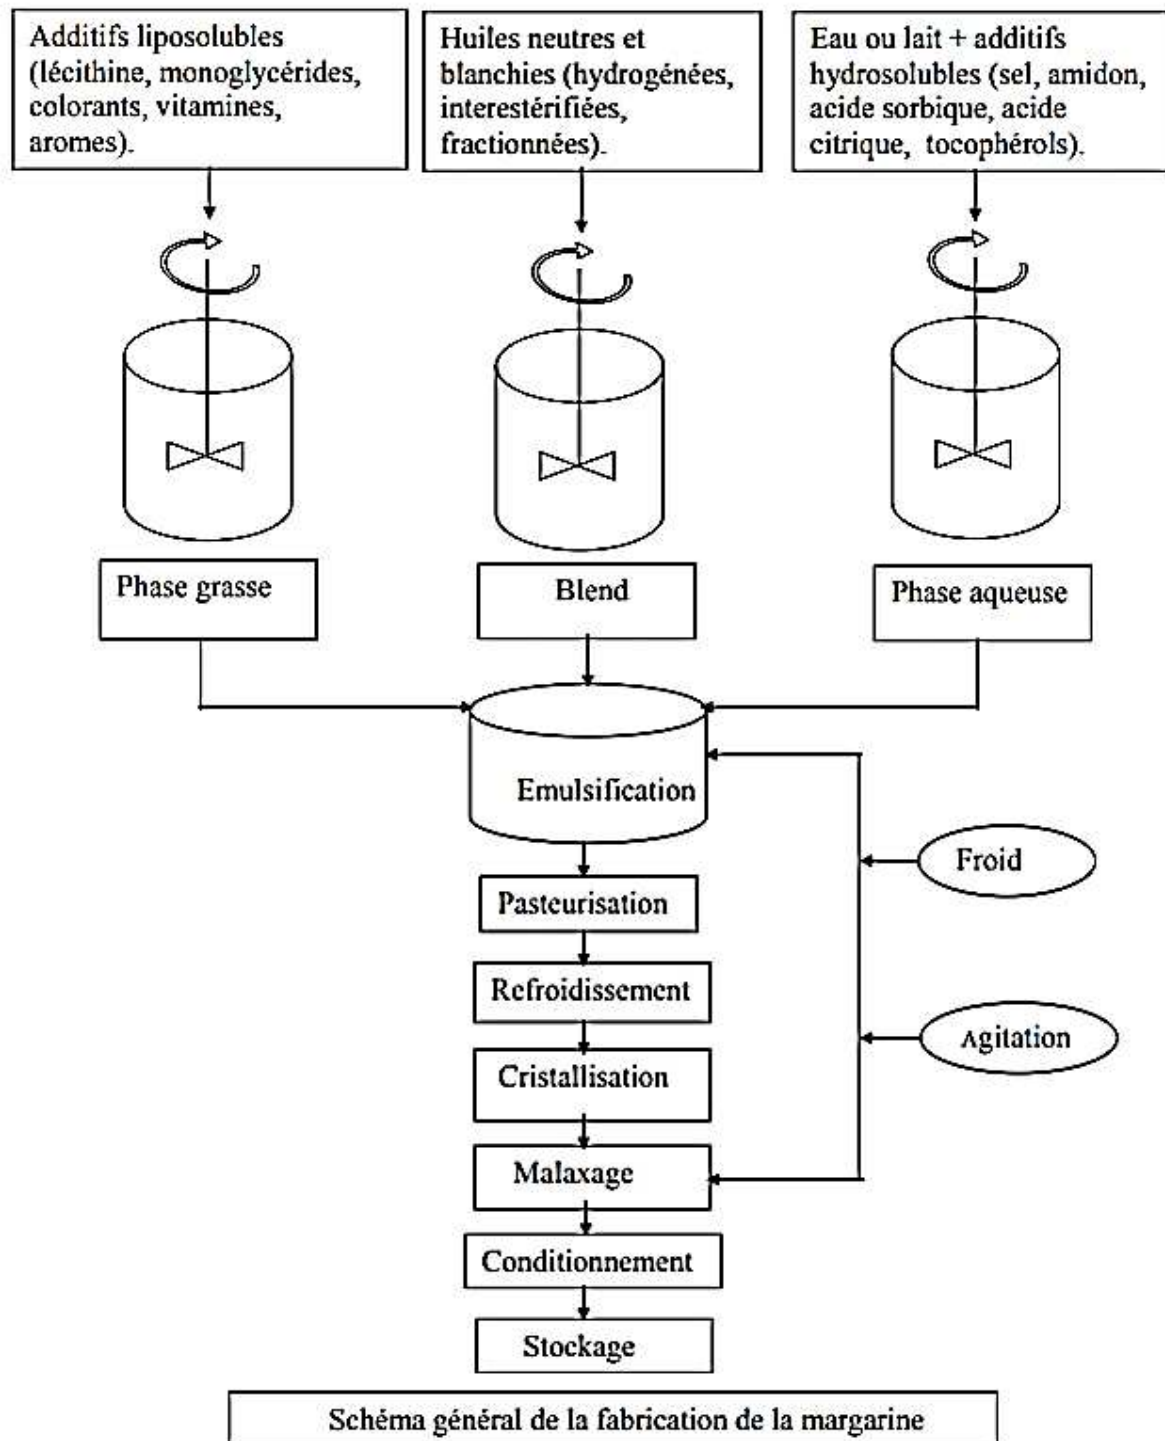 Additifs liposolubles
(lécithine, monoglycérides,
colorants, vitamines,
aromes).
Huiles neutres et
blanchies (hydrogénées,
interestérifiées,
fractionnées).
Eau ou lait + additifs
hydrosolubles (sel, amidon,
acide sorbique, acide
citrique, tocophérols).
Phase grasse
Blend
Phase aqueuse
Emulsification
Froid
Pasteurisation
Refroidissement
Agitation
Cristallisation
Malaxage
Conditionnement
Stockage
Schéma général de la fabrication de la margarine